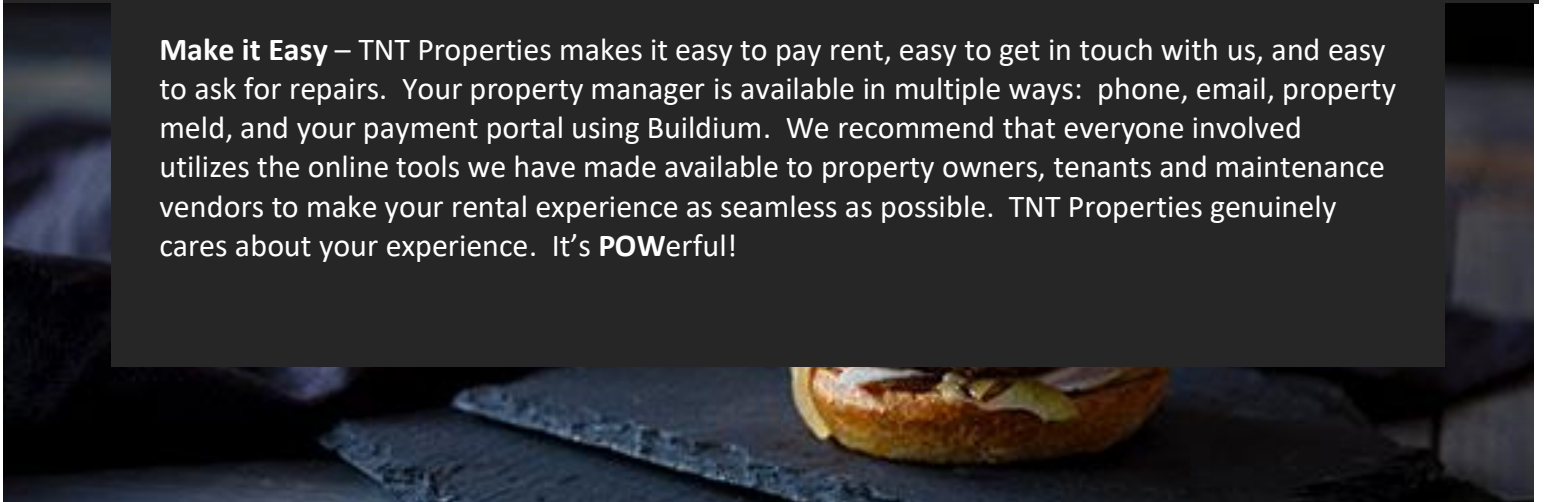 Make it Easy – TNT Properties makes it easy to pay rent, easy to get in touch with us, and easy
to ask for repairs.  Your property manager is available in multiple ways:  phone, email, property
meld, and your payment portal using Buildium.  We recommend that everyone involved
utilizes the online tools we have made available to property owners, tenants and maintenance
vendors to make your rental experience as seamless as possible.  TNT Properties genuinely
cares about your experience.  It’s POWerful!